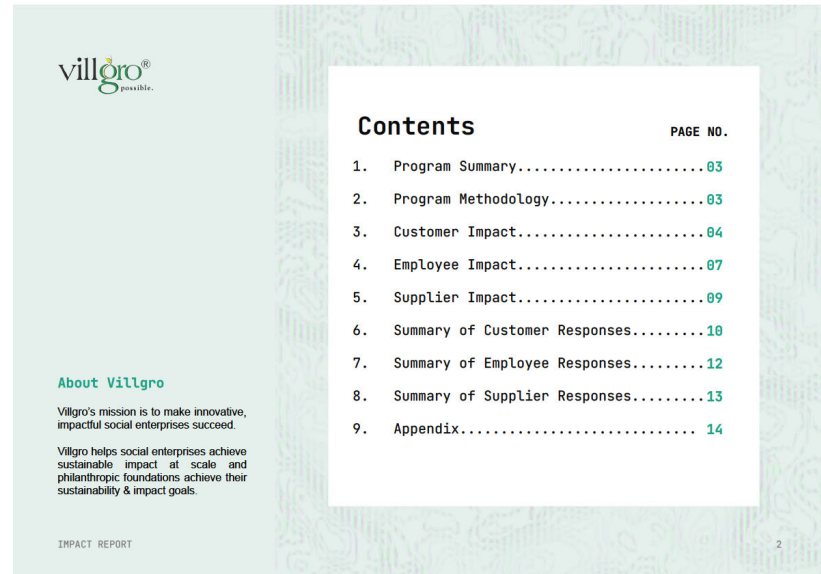 villgro®
possible.
Contents
PAGE NO.
1. Program Summary.......................03
2. Program Methodology...................03
3. Customer Impact.......................04
4. Employee Impact.......................07
5. Supplier Impact.......................09
6. Summary of Customer Responses.........10
7. Summary of Employee Responses.........12
8. Summary of Supplier Responses.........13
9. Appendix............................. 14
About Villgro
Villgro's mission is to make innovative,
impactful social enterprises succeed.
Villgro helps social enterprises achieve
sustainable impact at scale and
philanthropic foundations achieve their
sustainability & impact goals.
IMPACT REPORT
2